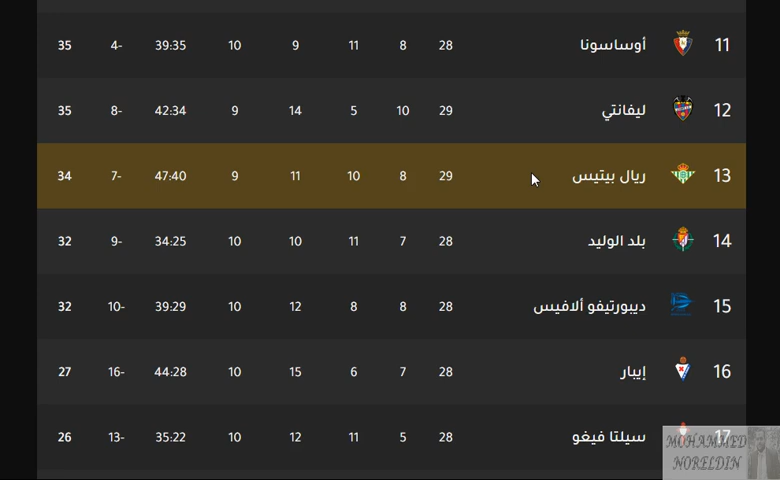 11 أوساسونا 28 8 11 9 10 39:35 4- 35
12 ليفانتي 29 10 5 14 9 42:34 8- 35
13 ريال بيتيس 29 8 10 11 9 47:40 7- 34
14 بلد الوليد 28 7 11 10 10 34:25 9- 32
15 ديبورتيفو ألافيس 28 8 8 12 10 39:29 10- 32
16 إيبار 28 7 6 15 10 44:28 16- 27
17 سيلتا فيغو 28 5 11 12 10 35:22 13- 26
MOHAMMED
NORELDIN